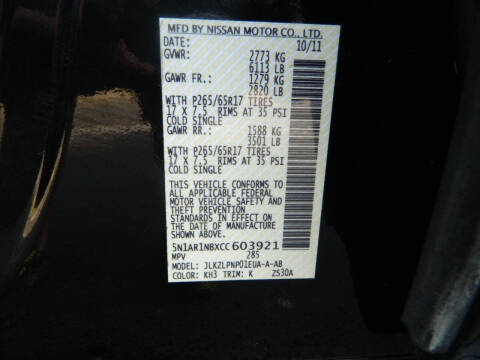 MFD BY NISSAN MOTOR CO., LTD.
DATE: 10/11
GVWR: 2773 KG
6113 LB
GAWR FR.: 1279 KG
2820 LB
WITH P265/65R17 TIRES
17 X 7.5 RIMS AT 35 PSI
COLD SINGLE
GAWR RR.: 1588 KG
3501 LB
WITH P265/65R17 TIRES
17 X 7.5 RIMS AT 35 PSI
COLD SINGLE
THIS VEHICLE CONFORMS TO
ALL APPLICABLE FEDERAL
MOTOR VEHICLE SAFETY AND
THEFT PREVENTION
STANDARDS IN EFFECT ON
THE DATE OF MANUFACTURE
SHOWN ABOVE.
5N1AR1NBXCC603921
MPV 285
MODEL: JLKZLPNP01EUA-A-AB
COLOR: KH3 TRIM: K ZS30A